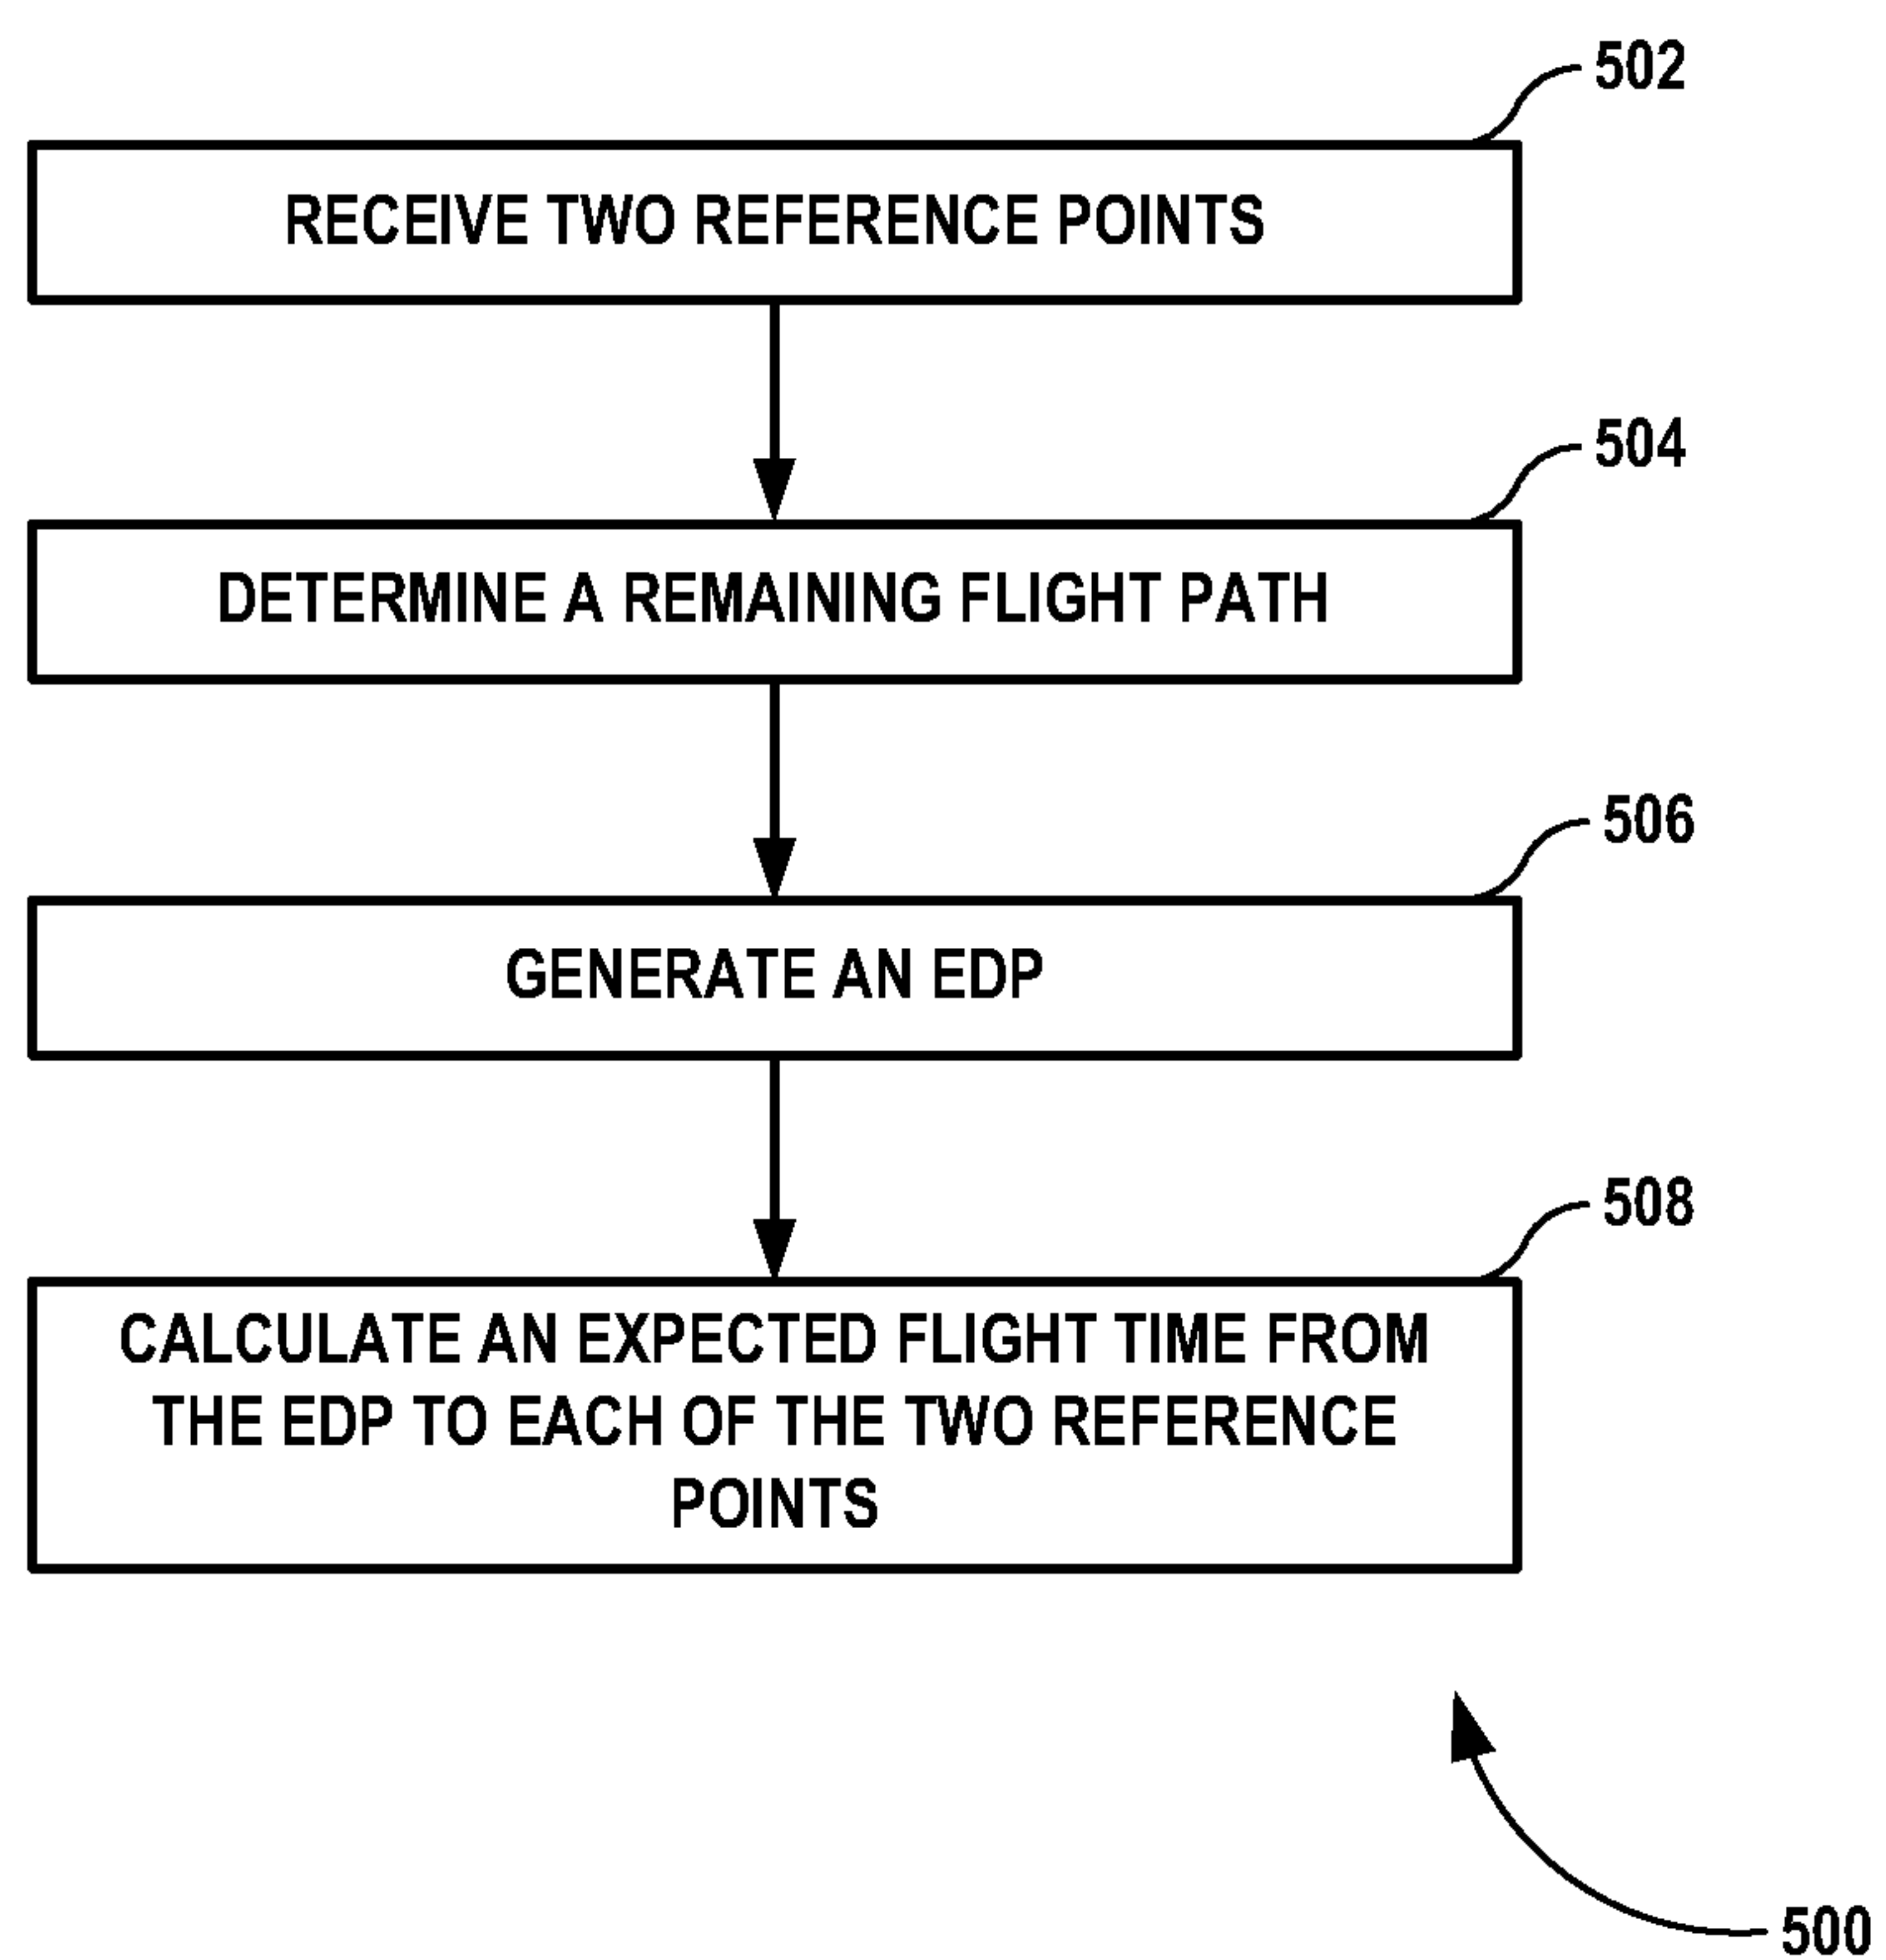 502
RECEIVE TWO REFERENCE POINTS
504
DETERMINE A REMAINING FLIGHT PATH
506
GENERATE AN EDP
508
CALCULATE AN EXPECTED FLIGHT TIME FROM
THE EDP TO EACH OF THE TWO REFERENCE
POINTS
500